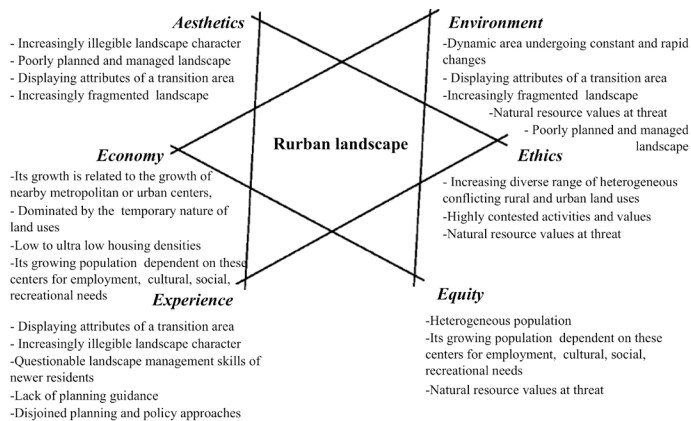 Aesthetics
- Increasingly illegible landscape character
- Poorly planned and managed landscape
- Displaying attributes of a transition area
- Increasingly fragmented landscape
Environment
-Dynamic area undergoing constant and rapid
changes
- Displaying attributes of a transition area
-Increasingly fragmented landscape
-Natural resource values at threat
- Poorly planned and managed
landscape
Rurban landscape
Economy
-Its growth is related to the growth of
nearby metropolitan or urban centers,
- Dominated by the temporary nature of
land uses
-Low to ultra low housing densities
-Its growing population dependent on these
centers for employment, cultural, social,
recreational needs
Ethics
- Increasing diverse range of heterogeneous
conflicting rural and urban land uses
-Highly contested activities and values
-Natural resource values at threat
Experience
- Displaying attributes of a transition area
- Increasingly illegible landscape character
-Questionable landscape management skills of
newer residents
-Lack of planning guidance
-Disjoined planning and policy approaches
Equity
-Heterogeneous population
-Its growing population dependent on these
centers for employment, cultural, social,
recreational needs
-Natural resource values at threat